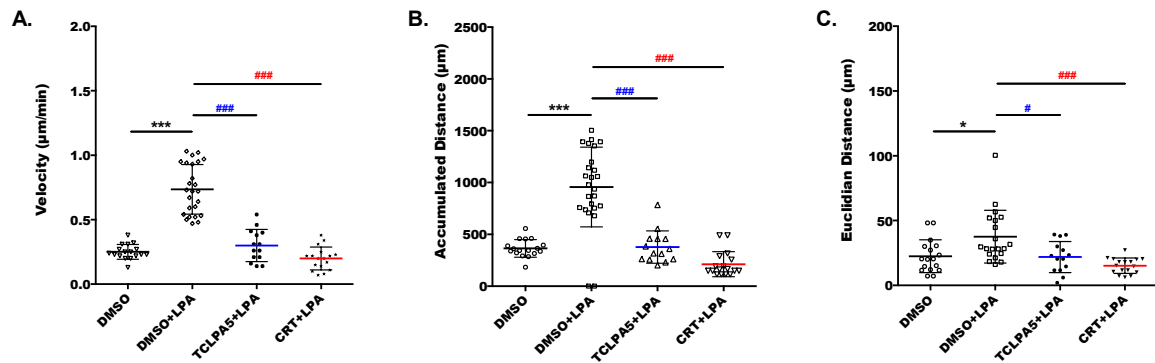 A.
Velocity (µm/min)
2.0
1.5
1.0
0.5
0.0
***
###
###
DMSO
DMSO+LPA
TCLPA5+LPA
CRT+LPA
B.
Accumulated Distance (µm)
2500
2000
1500
1000
500
0
***
###
###
DMSO
DMSO+LPA
TCLPA5+LPA
CRT+LPA
C.
Euclidian Distance (µm)
200
150
100
50
0
*
#
###
DMSO
DMSO+LPA
TCLPA5+LPA
CRT+LPA